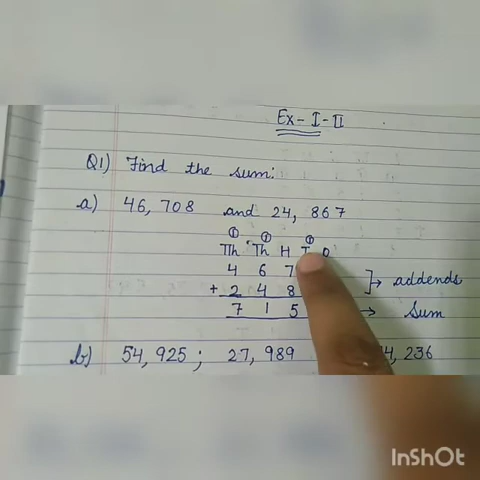 Ex-I-II
Q1) Find the sum:
a) 46,708 and 24,867
① ① ①
TTh Th H T O
4 6 7
+ 2 4 8 addends
7 1 5 → Sum
b) 54,925; 27,989 4,236
InShOt